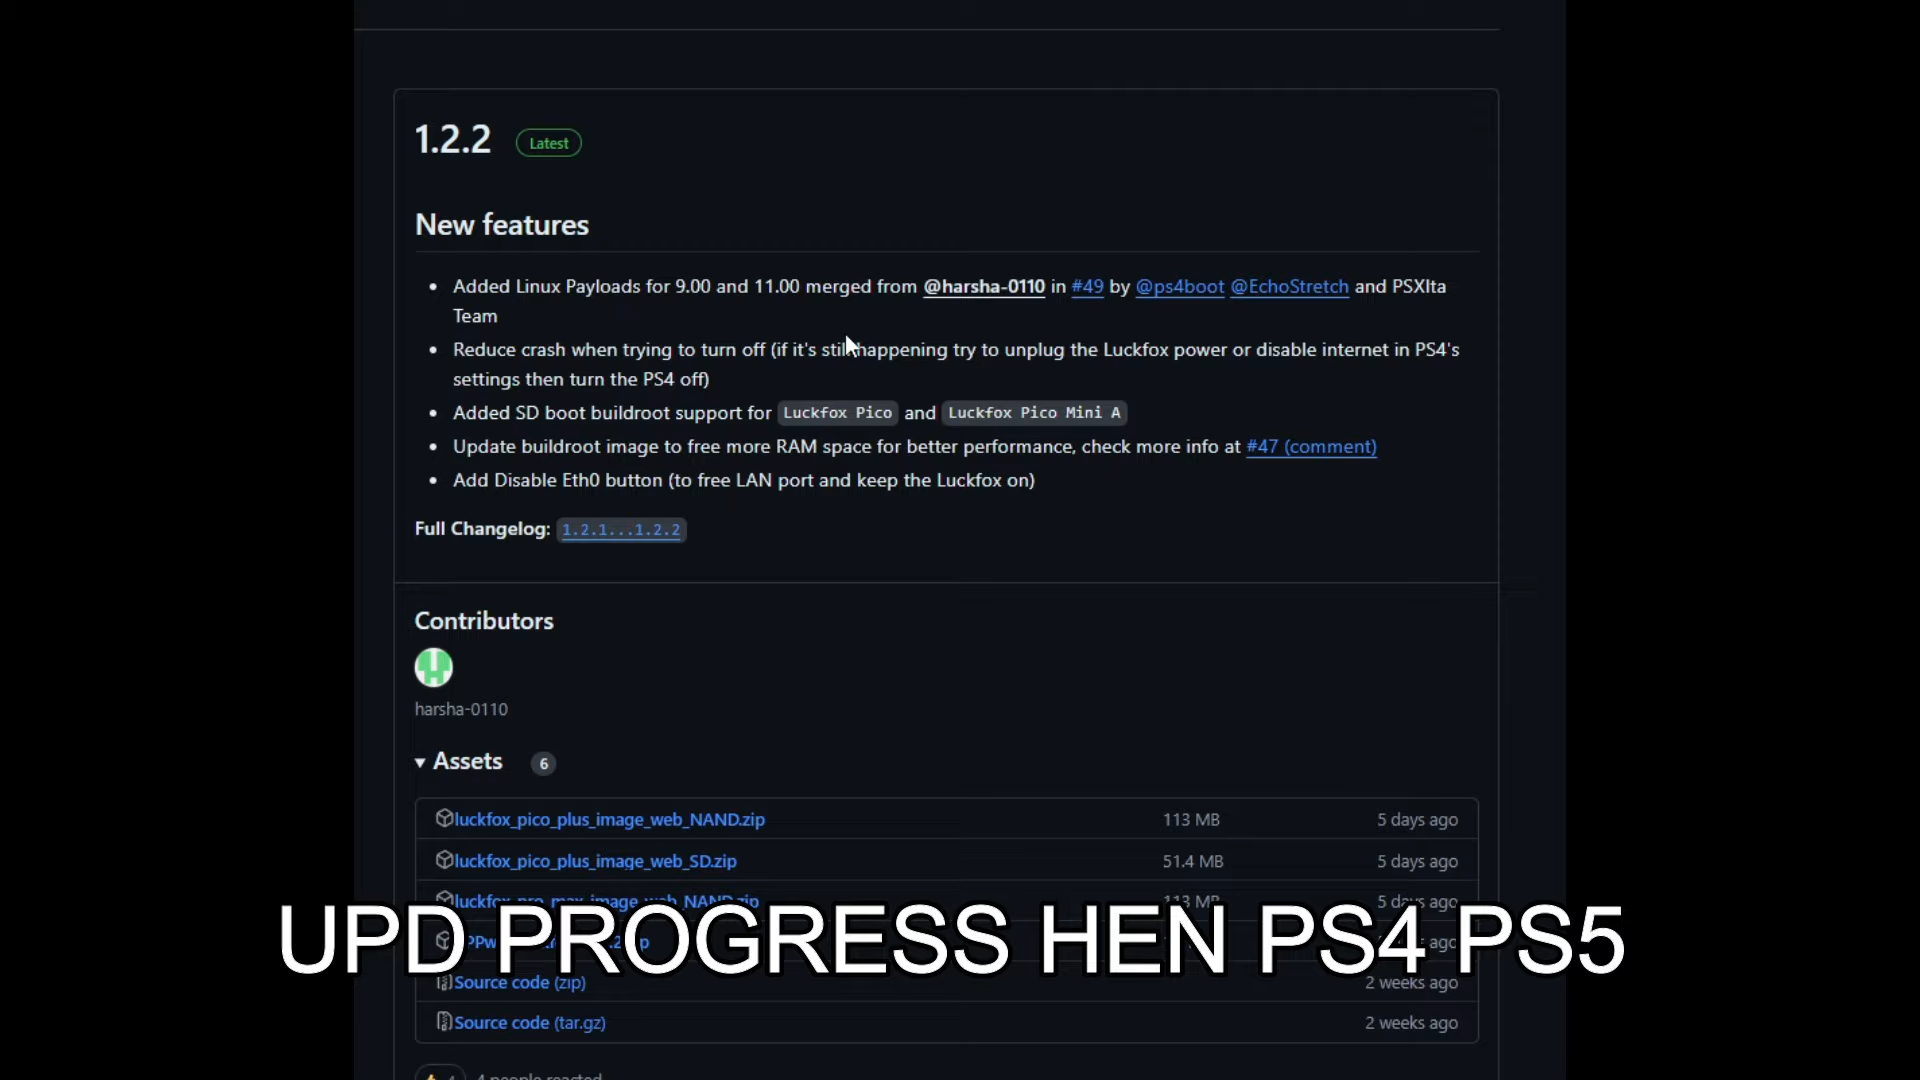 1.2.2 Latest
New features
Added Linux Payloads for 9.00 and 11.00 merged from @harsha-0110 in #49 by @ps4boot @EchoStretch and PSXIta
Team
Reduce crash when trying to turn off (if it's still happening try to unplug the Luckfox power or disable internet in PS4's
settings then turn the PS4 off)
Added SD boot buildroot support for Luckfox Pico and Luckfox Pico Mini A
Update buildroot image to free more RAM space for better performance, check more info at #47 (comment)
Add Disable Eth0 button (to free LAN port and keep the Luckfox on)
Full Changelog: 1.2.1...1.2.2
Contributors
harsha-0110
Assets 6
luckfox_pico_plus_image_web_NAND.zip 113 MB 5 days ago
luckfox_pico_plus_image_web_SD.zip 51.4 MB 5 days ago
luckfox_pro_max_image_web_NAND.zip 113 MB 5 days ago
UPD PROGRESS HEN PS4 PS5
Source code (zip) 2 weeks ago
Source code (tar.gz) 2 weeks ago
4 people reacted